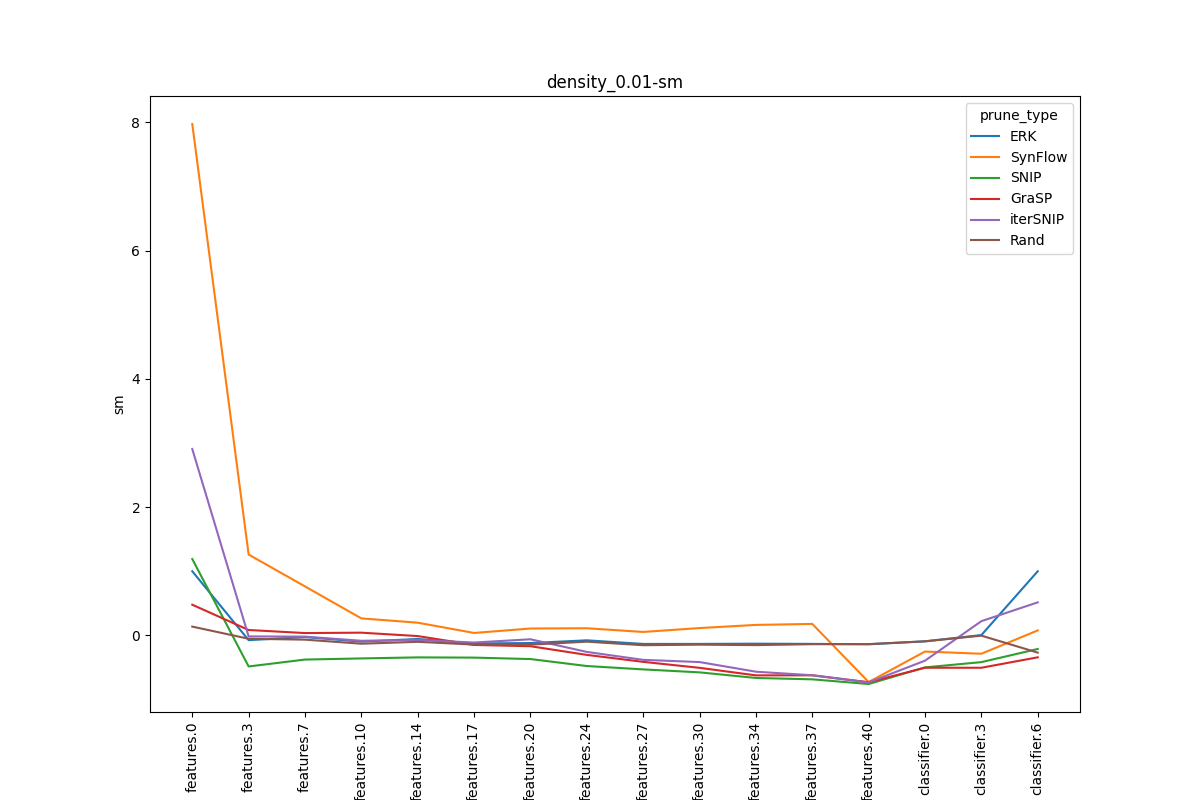 density_0.01-sm
prune_type
ERK
SynFlow
SNIP
GraSP
iterSNIP
Rand
8
6
4
2
0
sm
features.0
features.3
features.7
features.10
features.14
features.17
features.20
features.24
features.27
features.30
features.34
features.37
features.40
classifier.0
classifier.3
classifier.6